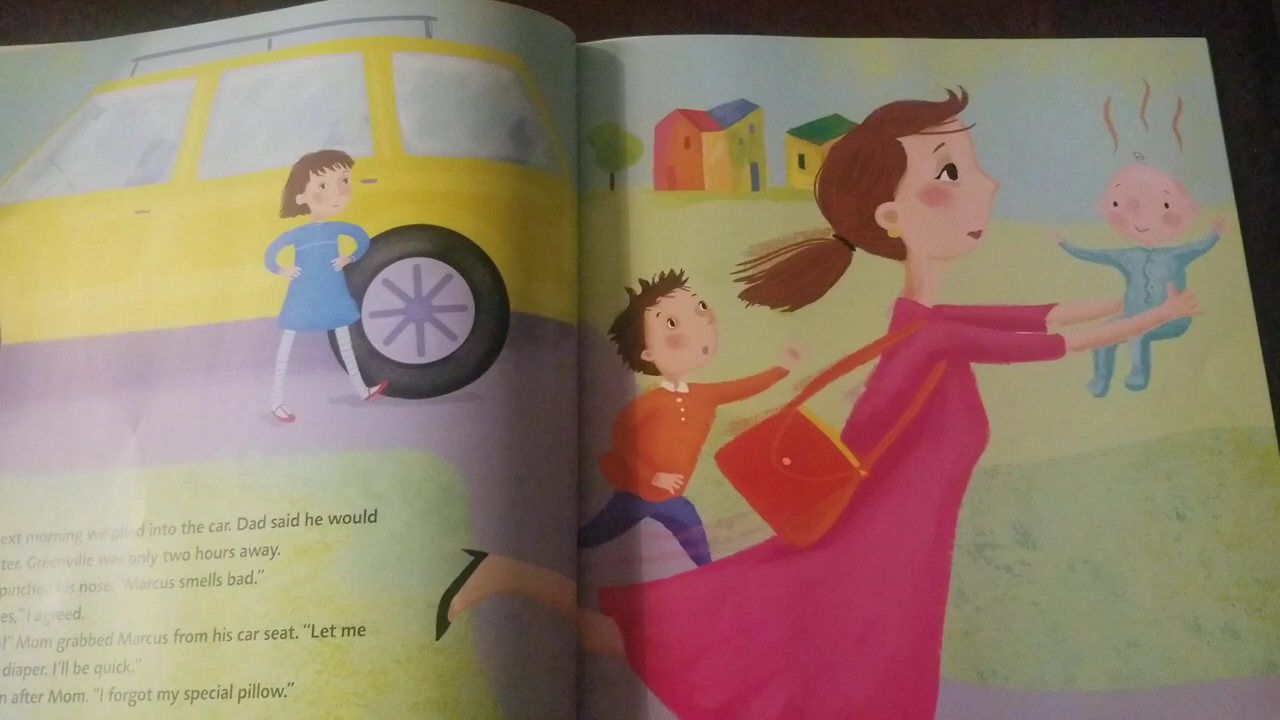 ext morning we piled into the car. Dad said he would
ter. Greenville was only two hours away.
pinched his nose. "Marcus smells bad."
es," I agreed.
!" Mom grabbed Marcus from his car seat. "Let me
diaper. I'll be quick."
n after Mom. "I forgot my special pillow."